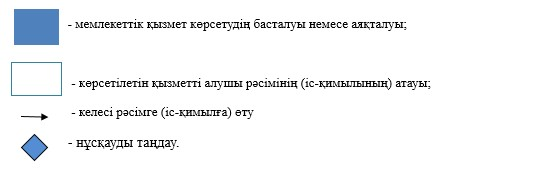 - мемлекеттік қызмет көрсетудің басталуы немесе аяқталуы;
- көрсетілетін қызметті алушы рәсімінің (іс-қимылының) атауы;
- келесі рәсімге (іс-қимылға) өту
- нұсқауды таңдау.